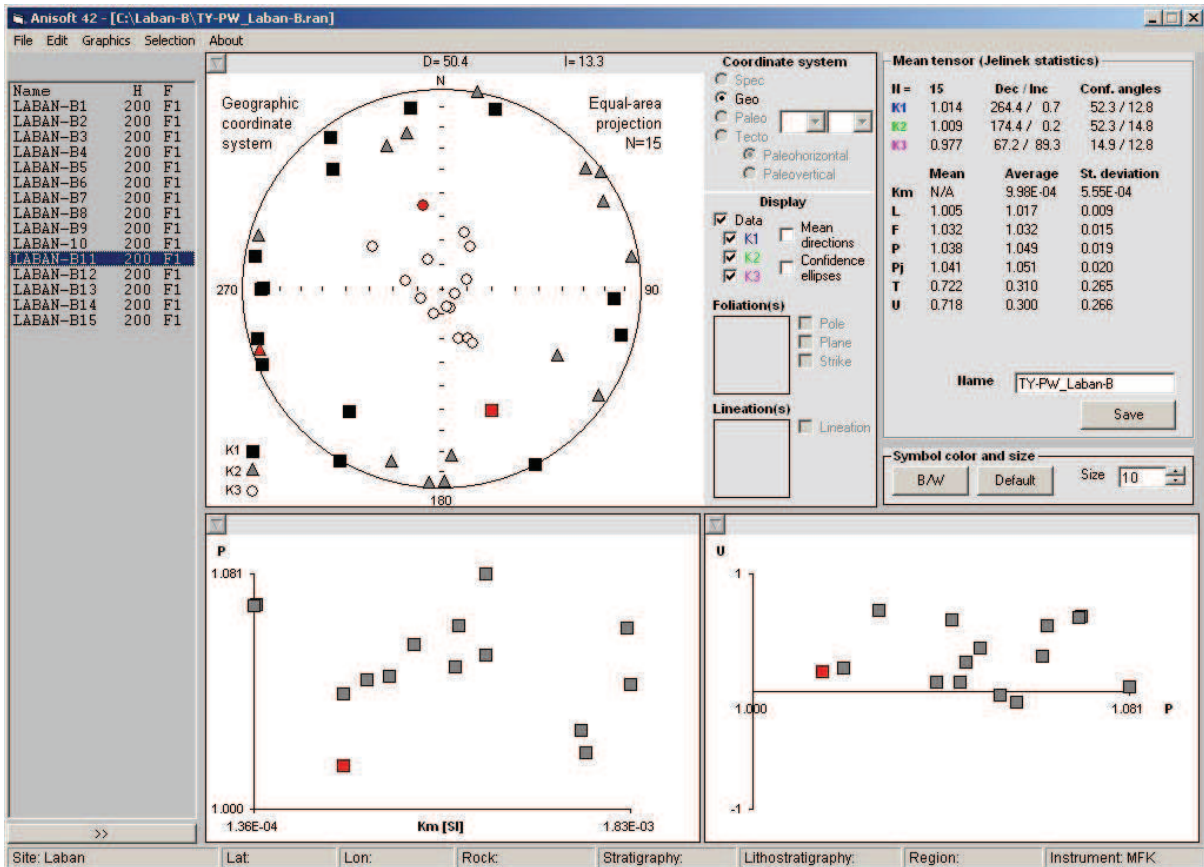 Anisoft 42 - [C:\Laban-B\TY-PW_Laban-B.ran]
File Edit Graphics Selection About
Name H F
LABAN-B1 200 F1
LABAN-B2 200 F1
LABAN-B3 200 F1
LABAN-B4 200 F1
LABAN-B5 200 F1
LABAN-B6 200 F1
LABAN-B7 200 F1
LABAN-B8 200 F1
LABAN-B9 200 F1
LABAN-10 200 F1
LABAN-B11 200 F1
LABAN-B12 200 F1
LABAN-B13 200 F1
LABAN-B14 200 F1
LABAN-B15 200 F1
>>
D= 50.4 I= 13.3
N
Geographic
coordinate
system
Equal-area
projection
N=15
270
90
180
K1
K2
K3
Coordinate system
Spec
Geo
Paleo
Tecto
Paleohorizontal
Paleovertical
Display
Data
K1
K2
K3
Mean
directions
Confidence
ellipses
Foliation(s)
Pole
Plane
Strike
Lineation(s)
Lineation
Mean tensor (Jelinek statistics)
N = 15 Dec / Inc Conf. angles
K1 1.014 264.4 / 0.7 52.3 / 12.8
K2 1.009 174.4 / 0.2 52.3 / 14.8
K3 0.977 67.2 / 89.3 14.9 / 12.8
Mean Average St. deviation
Km N/A 9.98E-04 5.55E-04
L 1.005 1.017 0.009
F 1.032 1.032 0.015
P 1.038 1.049 0.019
Pj 1.041 1.051 0.020
T 0.722 0.310 0.265
U 0.718 0.300 0.266
Name TY-PW_Laban-B
Save
Symbol color and size
B/W Default Size 10
P
1.081
1.000
1.36E-04 Km [SI] 1.83E-03
U
1
1.000 1.081 P
-1
Site: Laban Lat: Lon: Rock: Stratigraphy: Lithostratigraphy: Region: Instrument: MFK